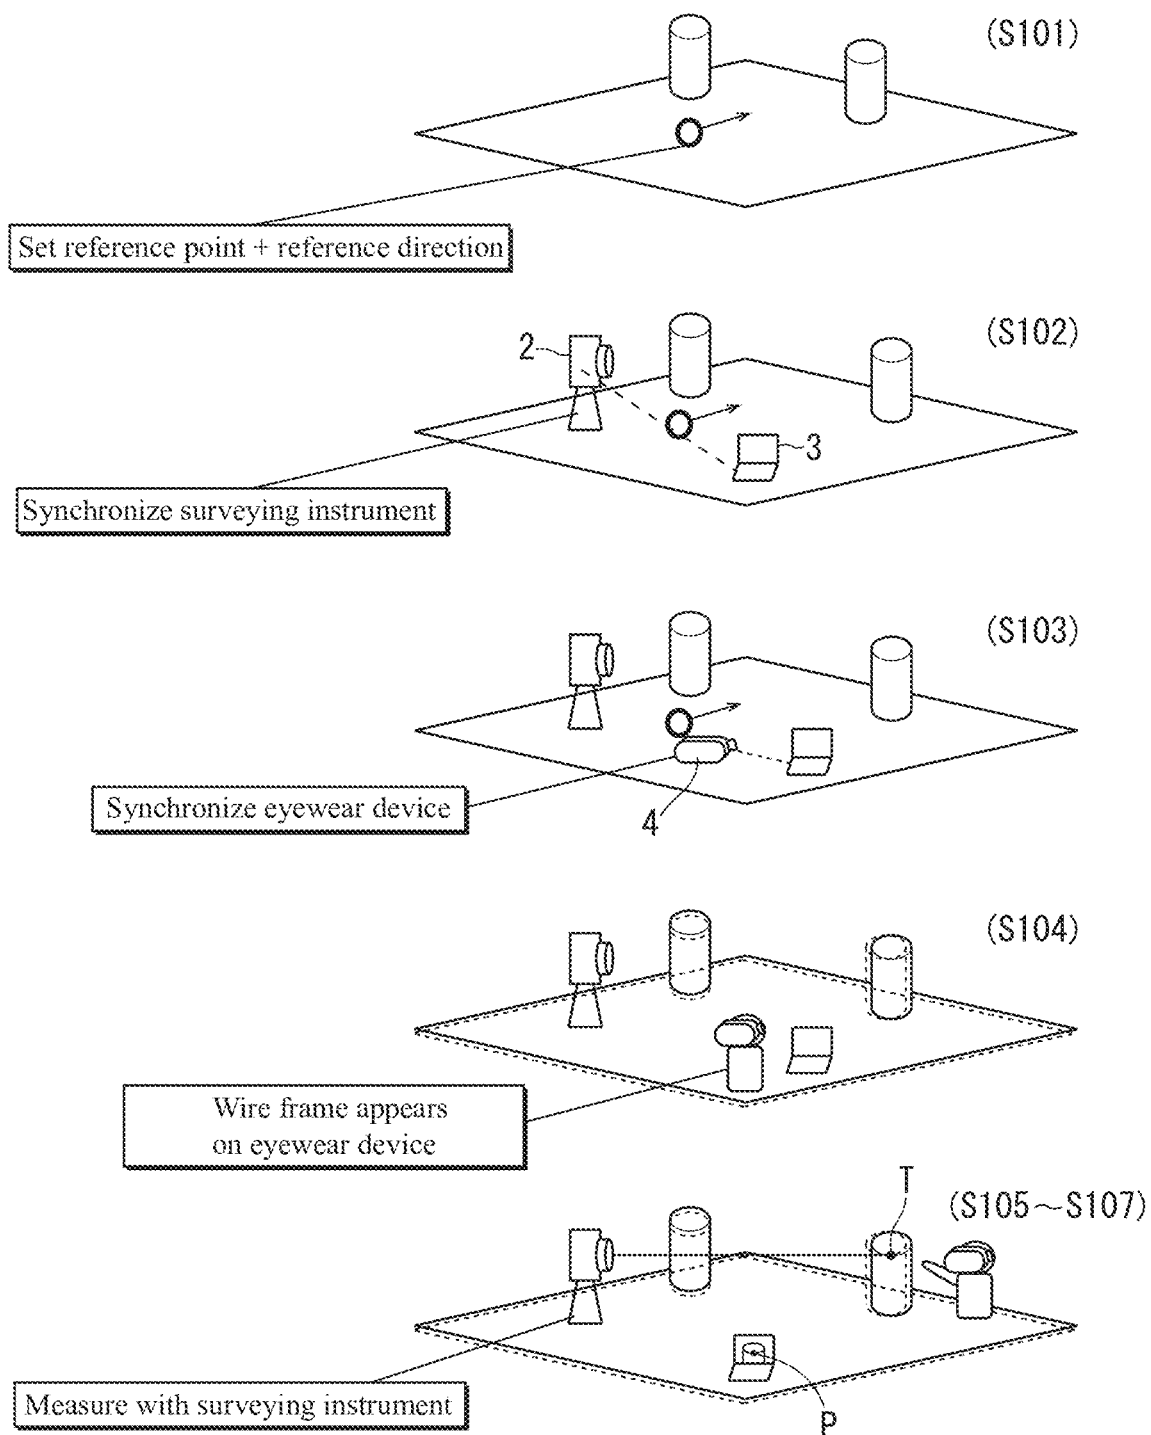 (S101)
Set reference point + reference direction
(S102)
2
3
Synchronize surveying instrument
(S103)
Synchronize eyewear device
4
(S104)
Wire frame appears
on eyewear device
T
(S105～S107)
Measure with surveying instrument
P